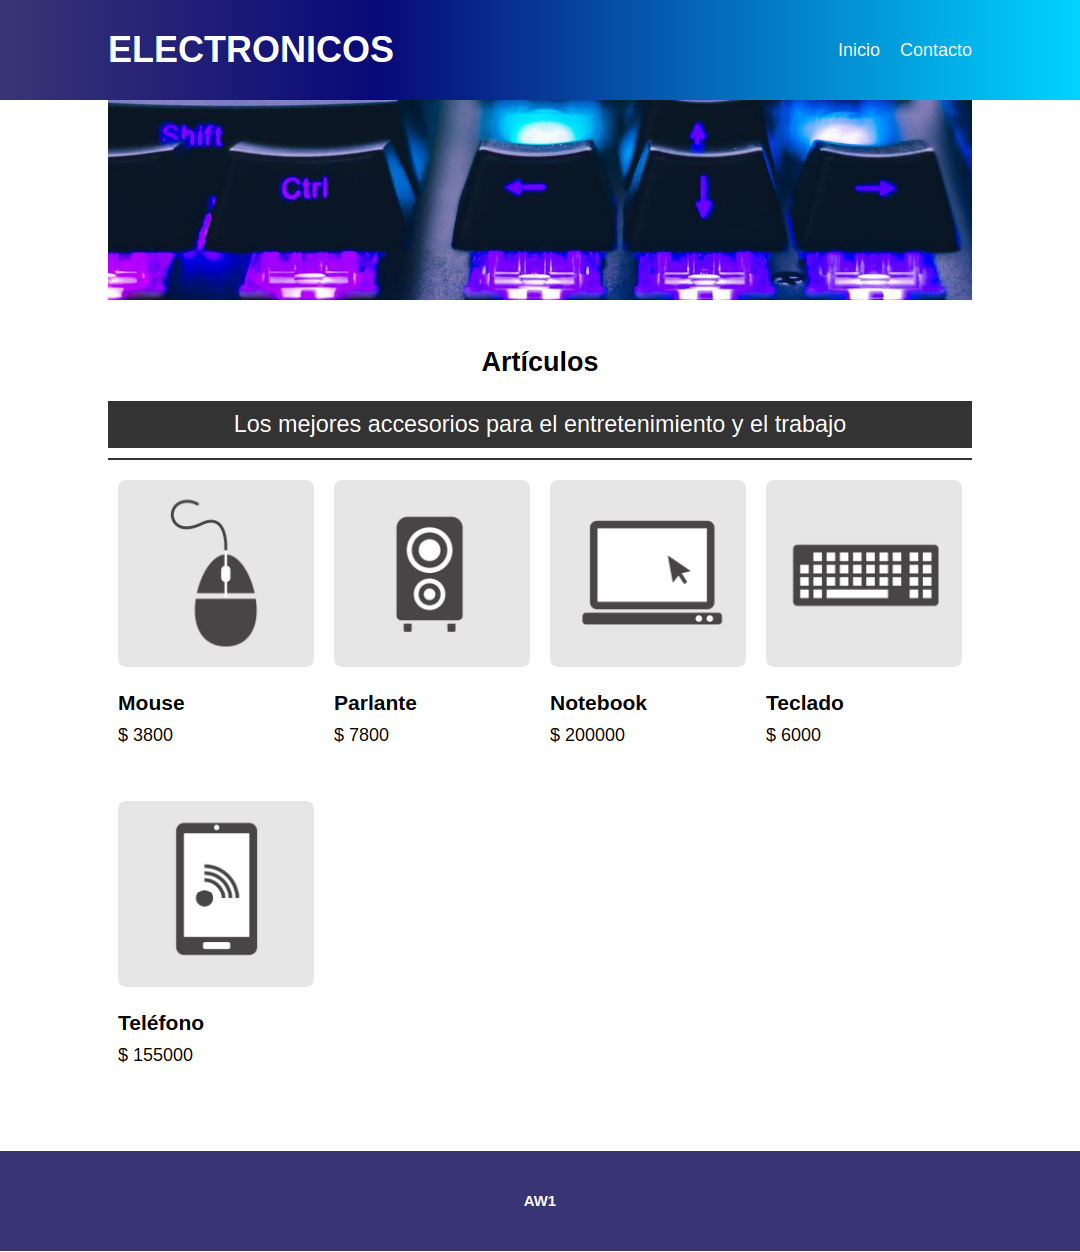 ELECTRONICOS
Inicio Contacto
Shift
Ctrl
Artículos
Los mejores accesorios para el entretenimiento y el trabajo
Mouse
$ 3800
Parlante
$ 7800
Notebook
$ 200000
Teclado
$ 6000
Teléfono
$ 155000
AW1